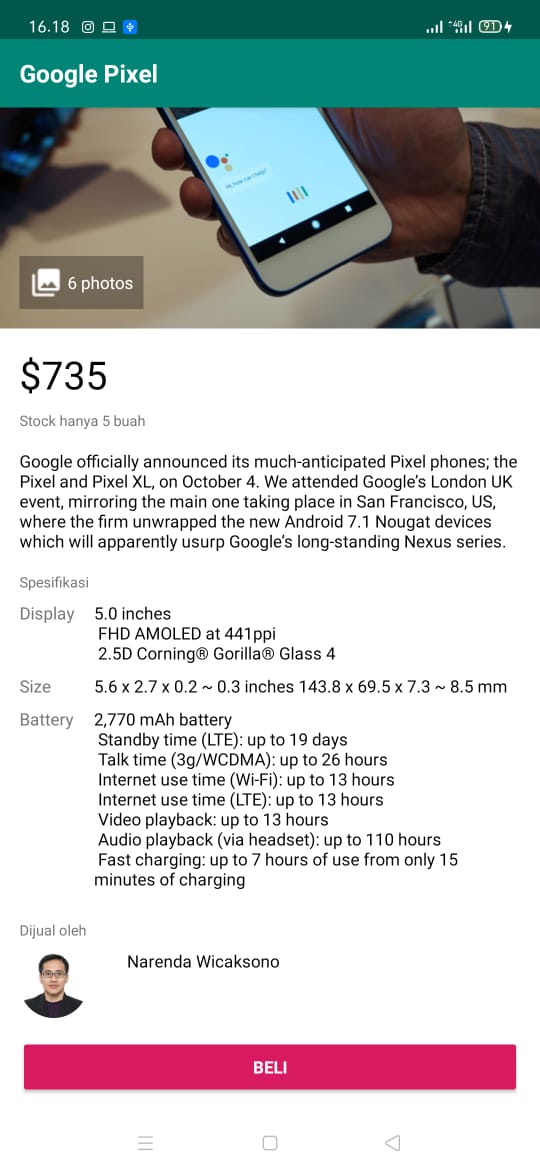 16.18
4G
91
Google Pixel
Hi, how can I help?
6 photos
$735
Stock hanya 5 buah
Google officially announced its much-anticipated Pixel phones; the
Pixel and Pixel XL, on October 4. We attended Google's London UK
event, mirroring the main one taking place in San Francisco, US,
where the firm unwrapped the new Android 7.1 Nougat devices
which will apparently usurp Google's long-standing Nexus series.
Spesifikasi
Display 5.0 inches
FHD AMOLED at 441ppi
2.5D Corning® Gorilla® Glass 4
Size 5.6 x 2.7 x 0.2 ~ 0.3 inches 143.8 x 69.5 x 7.3 ~ 8.5 mm
Battery 2,770 mAh battery
Standby time (LTE): up to 19 days
Talk time (3g/WCDMA): up to 26 hours
Internet use time (Wi-Fi): up to 13 hours
Internet use time (LTE): up to 13 hours
Video playback: up to 13 hours
Audio playback (via headset): up to 110 hours
Fast charging: up to 7 hours of use from only 15
minutes of charging
Dijual oleh
Narenda Wicaksono
BELI